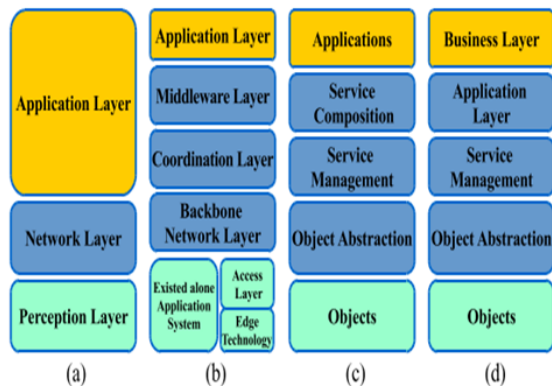 Application Layer
Network Layer
Perception Layer
(a)
Application Layer
Middleware Layer
Coordination Layer
Backbone
Network Layer
Existed alone
Application
System
Access
Layer
Edge
Technology
(b)
Applications
Service
Composition
Service
Management
Object Abstraction
Objects
(c)
Business Layer
Application
Layer
Service
Management
Object Abstraction
Objects
(d)